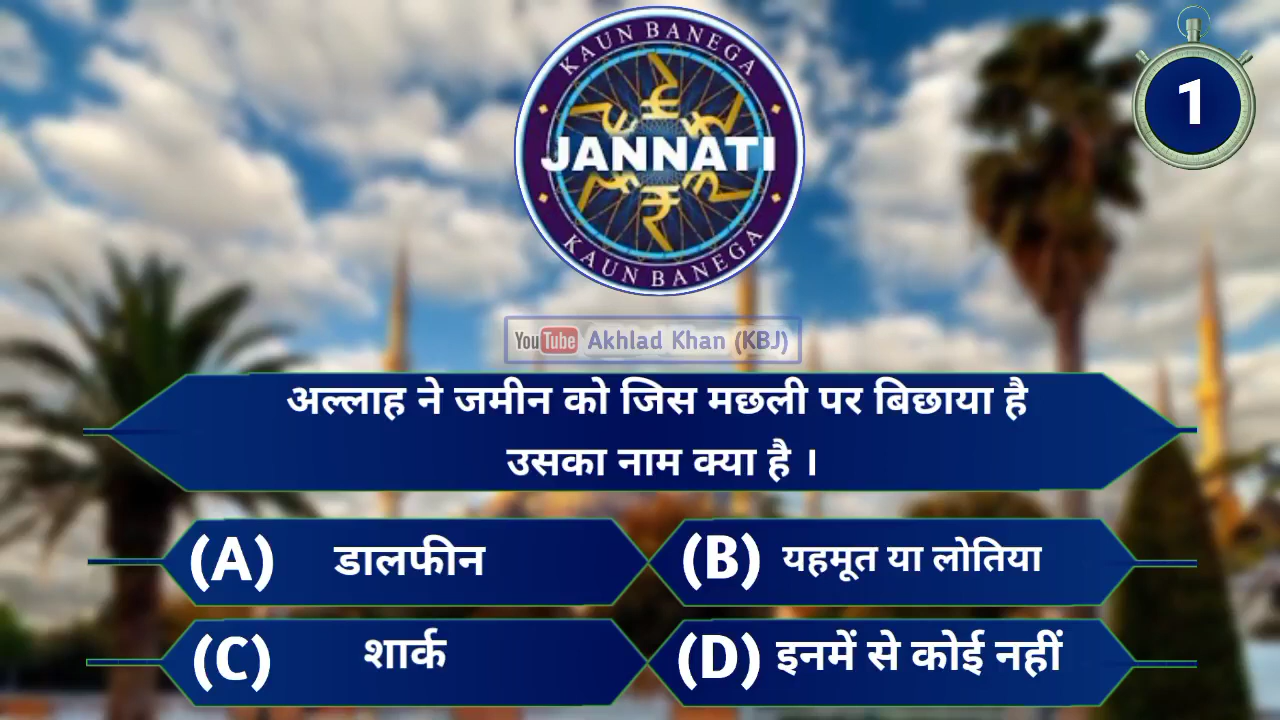 KAUN BANEGA
JANNATI
KAUN BANEGA
1
YouTube Akhlad Khan (KBJ)
अल्लाह ने जमीन को जिस मछली पर बिछाया है
उसका नाम क्या है ।
(A) डालफीन
(B) यहमूत या लोतिया
(C) शार्क
(D) इनमें से कोई नहीं